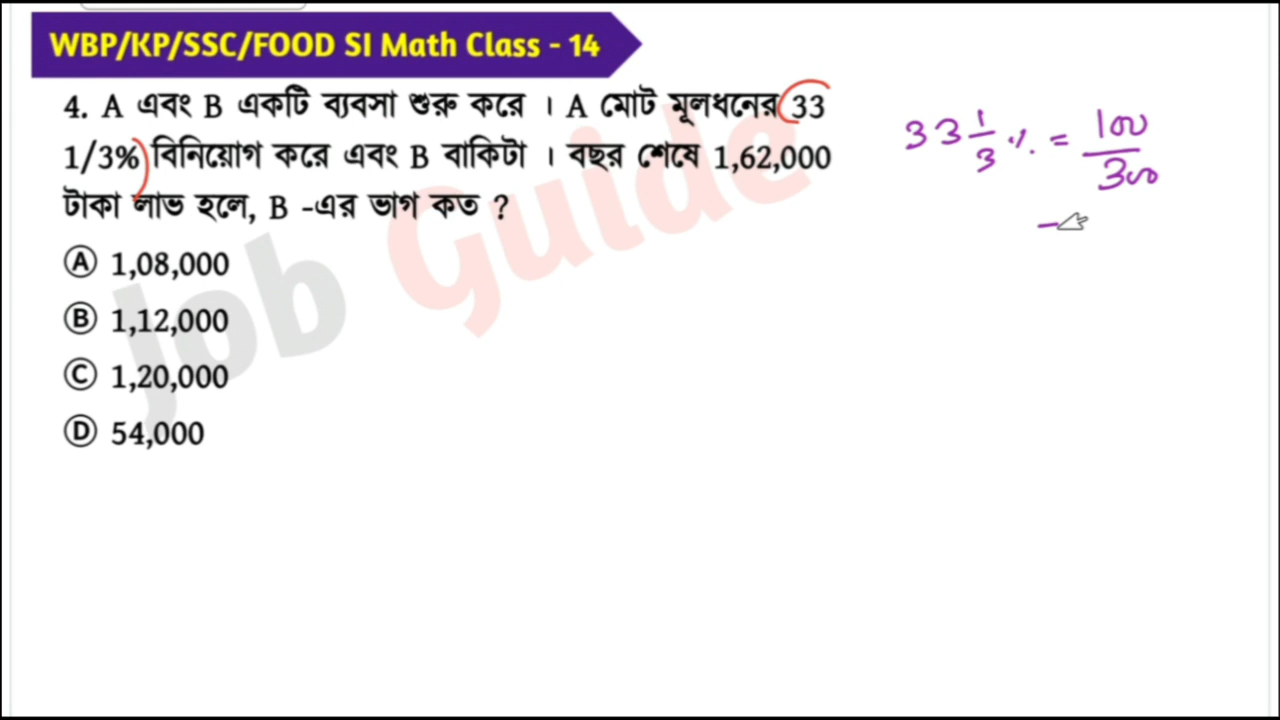 WBP/KP/SSC/FOOD SI Math Class - 14
4. A এবং B একটি ব্যবসা শুরু করে । A মোট মূলধনের 33
1/3% বিনিয়োগ করে এবং B বাকিটা । বছর শেষে 1,62,000
টাকা লাভ হলে, B -এর ভাগ কত ?
A 1,08,000
B 1,12,000
C 1,20,000
D 54,000
33 1/3 % = 100/300
Job Guide